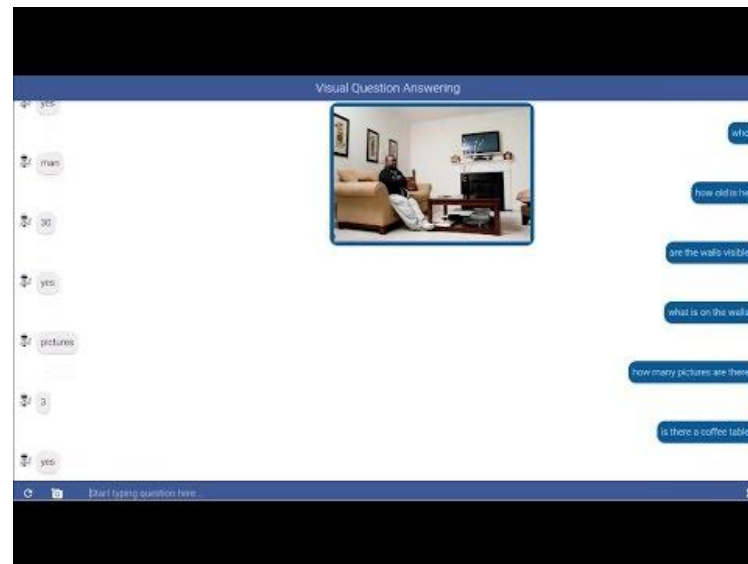 Visual Question Answering
yes
who
man
how old is he
30
are the walls visible
yes
what is on the walls
pictures
how many pictures are there
3
is there a coffee table
yes
Start typing question here ...